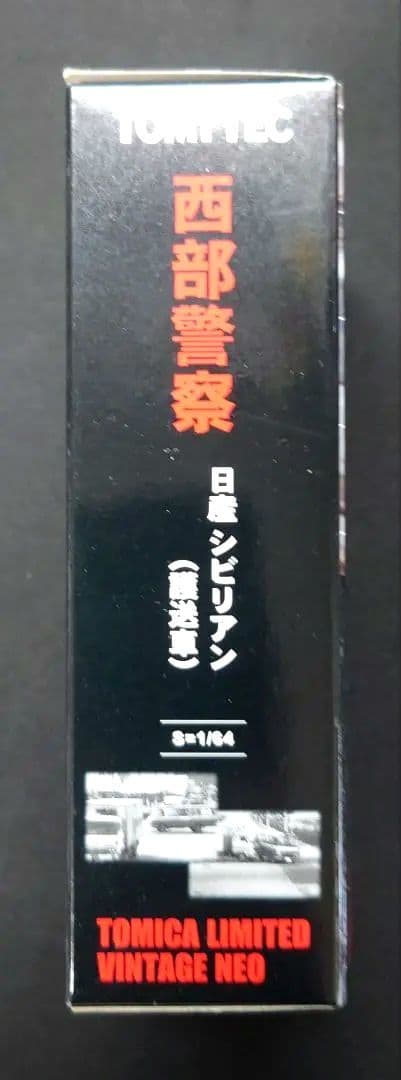 TOMYTEC
西部警察
日産 シビリアン
(護送車)
S=1/64
TOMICA LIMITED
VINTAGE NEO